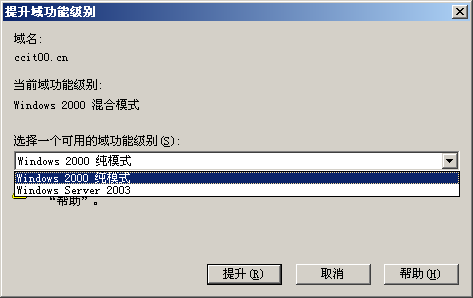 提升域功能级别
域名:
ccit00.cn
当前域功能级别:
Windows 2000 混合模式
选择一个可用的域功能级别(S):
Windows 2000 纯模式
Windows 2000 纯模式
Windows Server 2003
“帮助”。
提升(R)
取消
帮助(H)